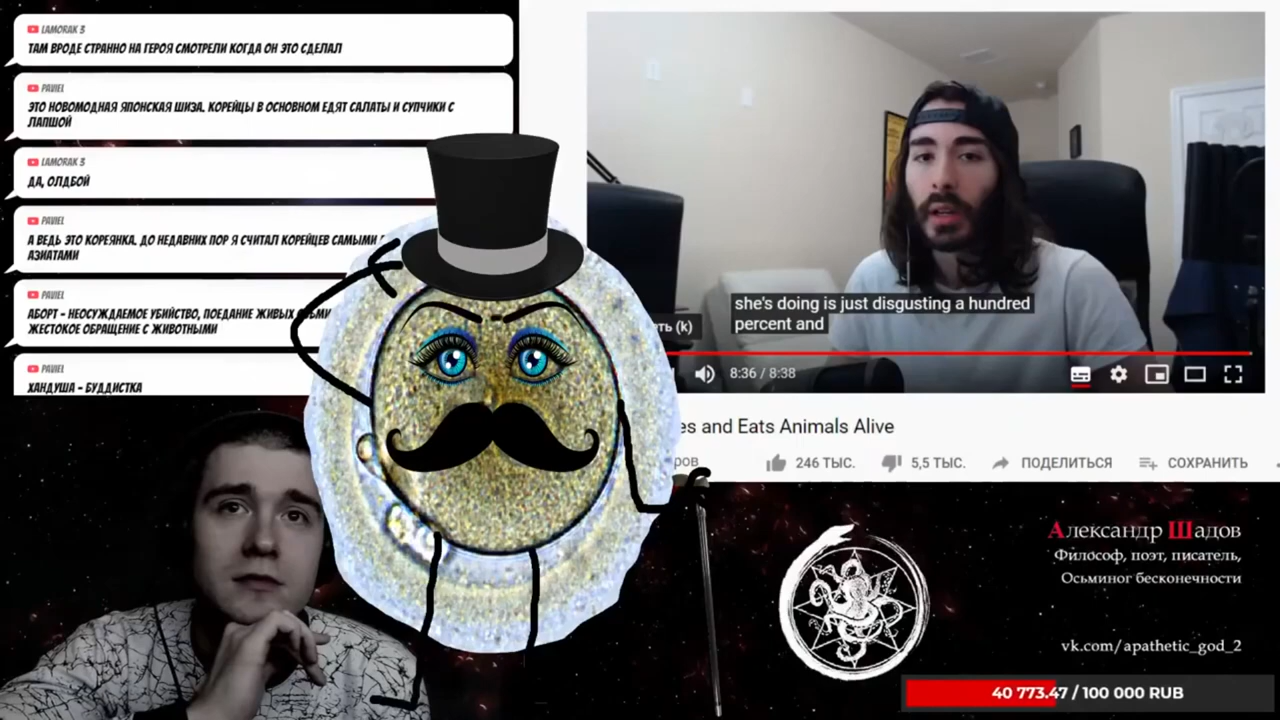 LAMORAK 3
ТАМ ВРОДЕ СТРАННО НА ГЕРОЯ СМОТРЕЛИ КОГДА ОН ЭТО СДЕЛАЛ
PAVIEL
ЭТО НОВОМОДНАЯ ЯПОНСКАЯ ШИЗА. КОРЕЙЦЫ В ОСНОВНОМ ЕДЯТ САЛАТЫ И СУПЧИКИ С
ЛАПШОЙ
LAMORAK 3
ДА, ОЛДБОЙ
PAVIEL
А ВЕДЬ ЭТО КОРЕЯНКА. ДО НЕДАВНИХ ПОР Я СЧИТАЛ КОРЕЙЦЕВ САМЫМИ
АЗИАТАМИ
PAVIEL
АБОРТ - НЕОСУЖДАЕМОЕ УБИЙСТВО, ПОЕДАНИЕ ЖИВЫХ
ЖЕСТОКОЕ ОБРАЩЕНИЕ С ЖИВОТНЫМИ
PAVIEL
ХАНДУША - БУДДИСТКА
she's doing is just disgusting a hundred
percent and
ть (k)
8:36 / 8:38
es and Eats Animals Alive
ров
246 ТЫС.
5,5 ТЫС.
ПОДЕЛИТЬСЯ
СОХРАНИТЬ
Александр Шадов
Философ, поэт, писатель,
Осьминог бесконечности
vk.com/apathetic_god_2
40 773.47 / 100 000 RUB